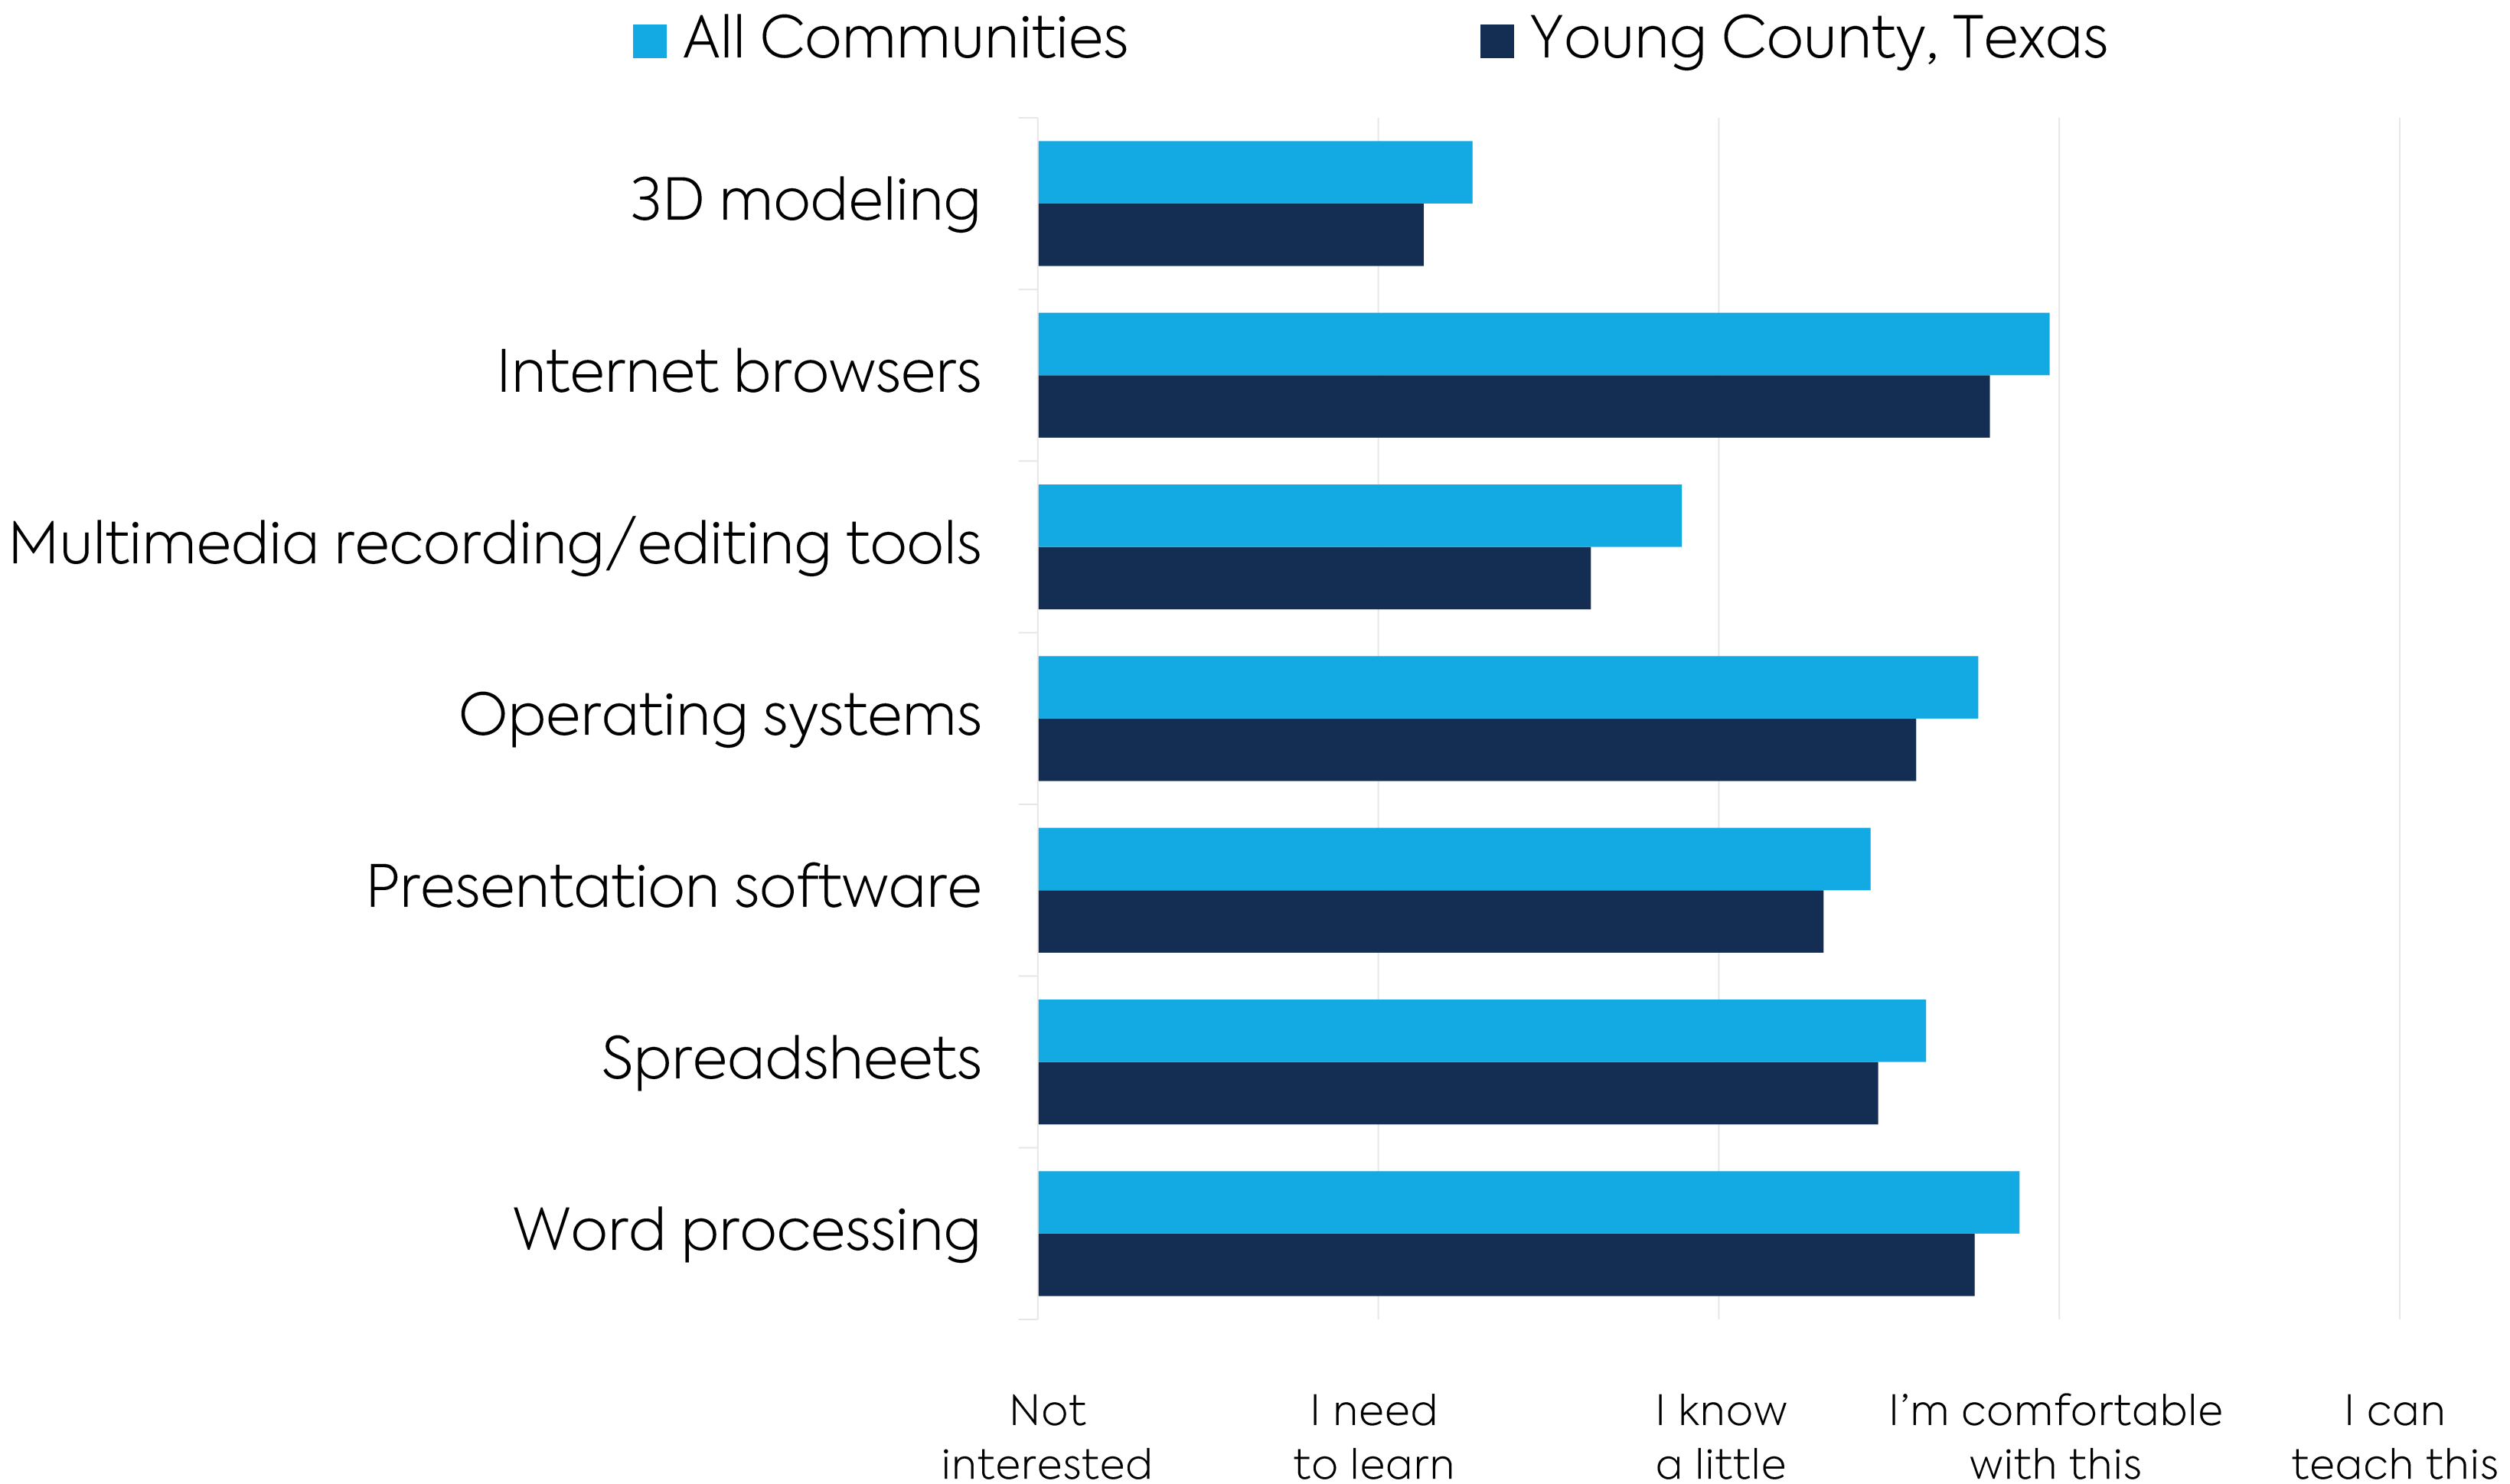 All Communities
Young County, Texas
3D modeling
Internet browsers
Multimedia recording/editing tools
Operating systems
Presentation software
Spreadsheets
Word processing
Not
interested
I need
to learn
I know
a little
I’m comfortable
with this
I can
teach this